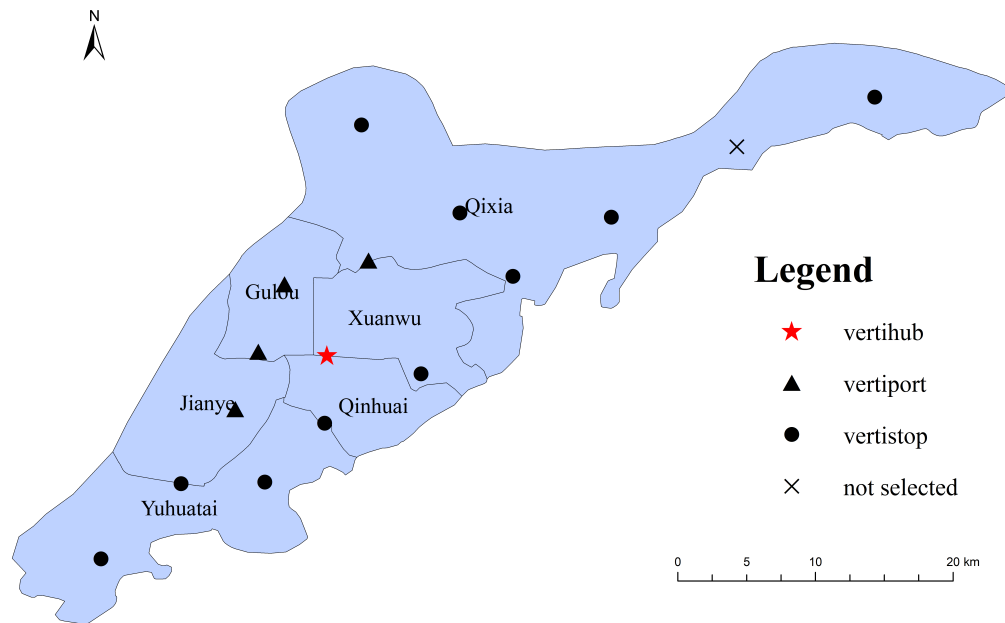 N
Qixia
Gulou
Xuanwu
Jianye
Qinhuai
Yuhuatai
Legend
vertihub
vertiport
vertistop
not selected
0 5 10 20 km